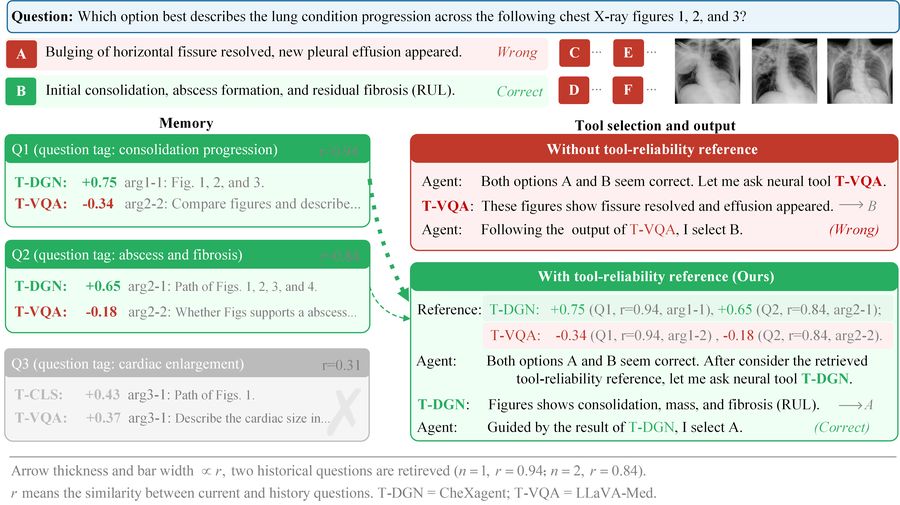 Question: Which option best describes the lung condition progression across the following chest X-ray figures 1, 2, and 3?
A Bulging of horizontal fissure resolved, new pleural effusion appeared. Wrong C ... E ...
B Initial consolidation, abscess formation, and residual fibrosis (RUL). Correct D ... F ...
Memory
Q1 (question tag: consolidation progression) r=0.94
T-DGN: +0.75 arg1-1: Fig. 1, 2, and 3.
T-VQA: -0.34 arg2-2: Compare figures and describe...
Q2 (question tag: abscess and fibrosis) r=0.84
T-DGN: +0.65 arg2-1: Path of Figs. 1, 2, 3, and 4.
T-VQA: -0.18 arg2-2: Whether Figs supports a abscess...
Q3 (question tag: cardiac enlargement) r=0.31
T-CLS: +0.43 arg3-1: Path of Figs. 1.
T-VQA: +0.37 arg3-1: Describe the cardiac size in...
Tool selection and output
Without tool-reliability reference
Agent: Both options A and B seem correct. Let me ask neural tool T-VQA.
T-VQA: These figures show fissure resolved and effusion appeared. → B
Agent: Following the output of T-VQA, I select B. (Wrong)
With tool-reliability reference (Ours)
Reference: T-DGN: +0.75 (Q1, r=0.94, arg1-1), +0.65 (Q2, r=0.84, arg2-1);
T-VQA: -0.34 (Q1, r=0.94, arg1-2) , -0.18 (Q2, r=0.84, arg2-2).
Agent: Both options A and B seem correct. After consider the retrieved
tool-reliability reference, let me ask neural tool T-DGN.
T-DGN: Figures shows consolidation, mass, and fibrosis (RUL). → A
Agent: Guided by the result of T-DGN, I select A. (Correct)
Arrow thickness and bar width ∝ r, two historical questions are retireved (n=1, r=0.94; n=2, r=0.84).
r means the similarity between current and history questions. T-DGN = CheXagent; T-VQA = LLaVA-Med.